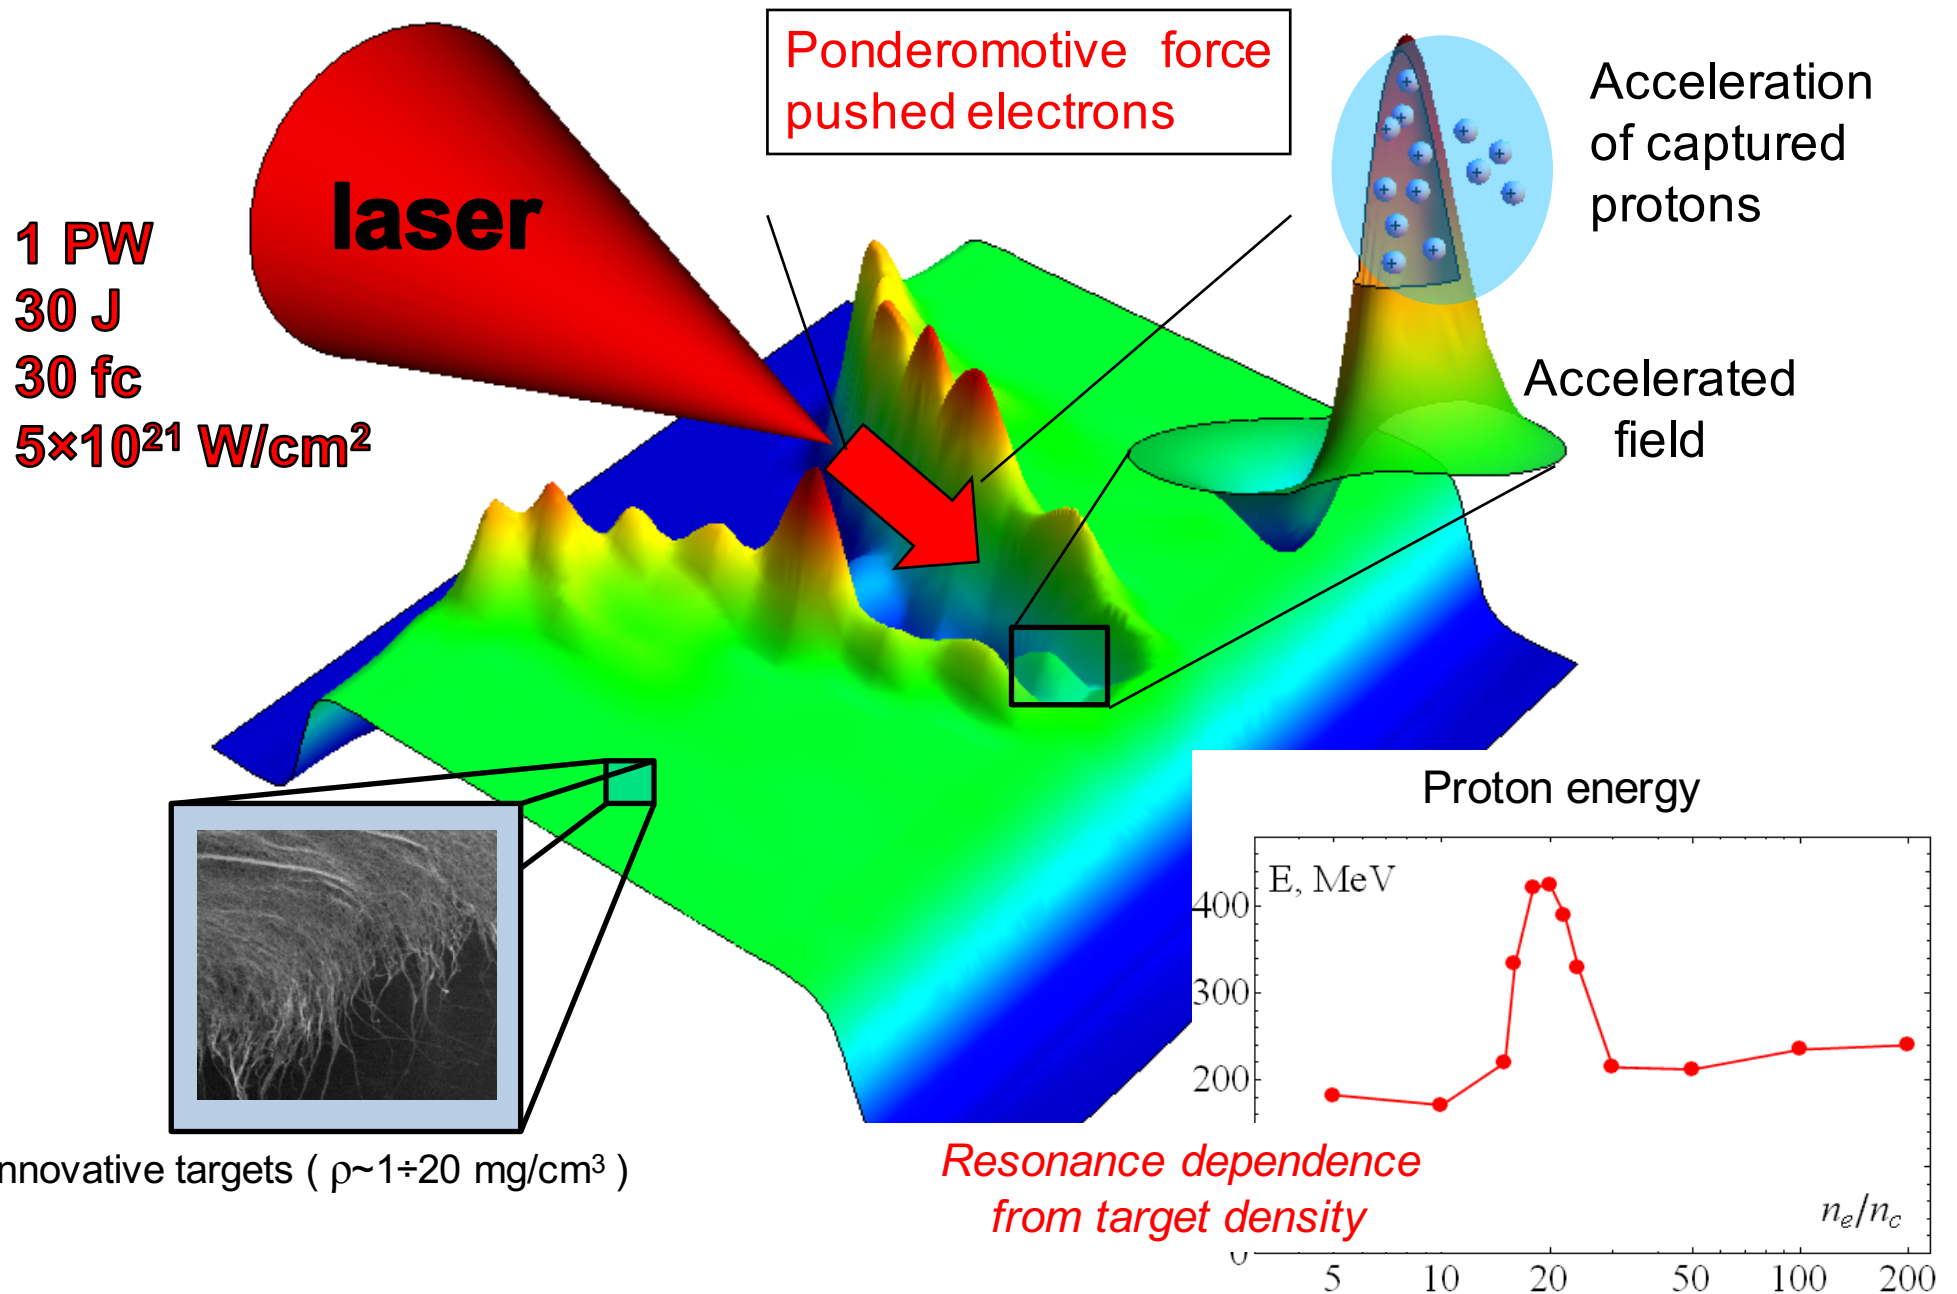 Ponderomotive force
pushed electrons
Acceleration
of captured
protons
laser
1 PW
30 J
30 fc
5×10²¹ W/cm²
Accelerated
field
Proton energy
E, MeV
400
300
200
0
5 10 20 50 100 200
nₑ/n꜀
nnovative targets ( ρ~1÷20 mg/cm³ )
Resonance dependence
from target density